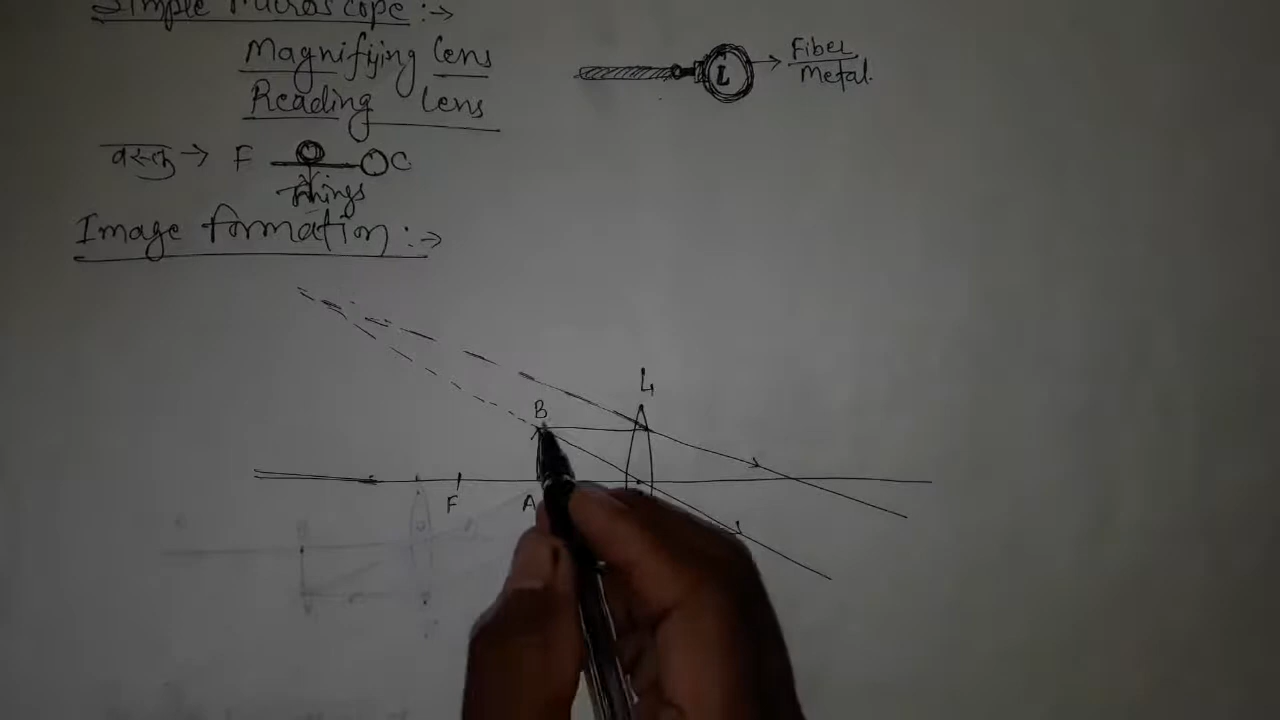 Simple Microscope :->
Magnifying Lens
Reading Lens
L → Fiber
Metal.
वस्तु → F O C
Things
Image formation :->
L
B
F A